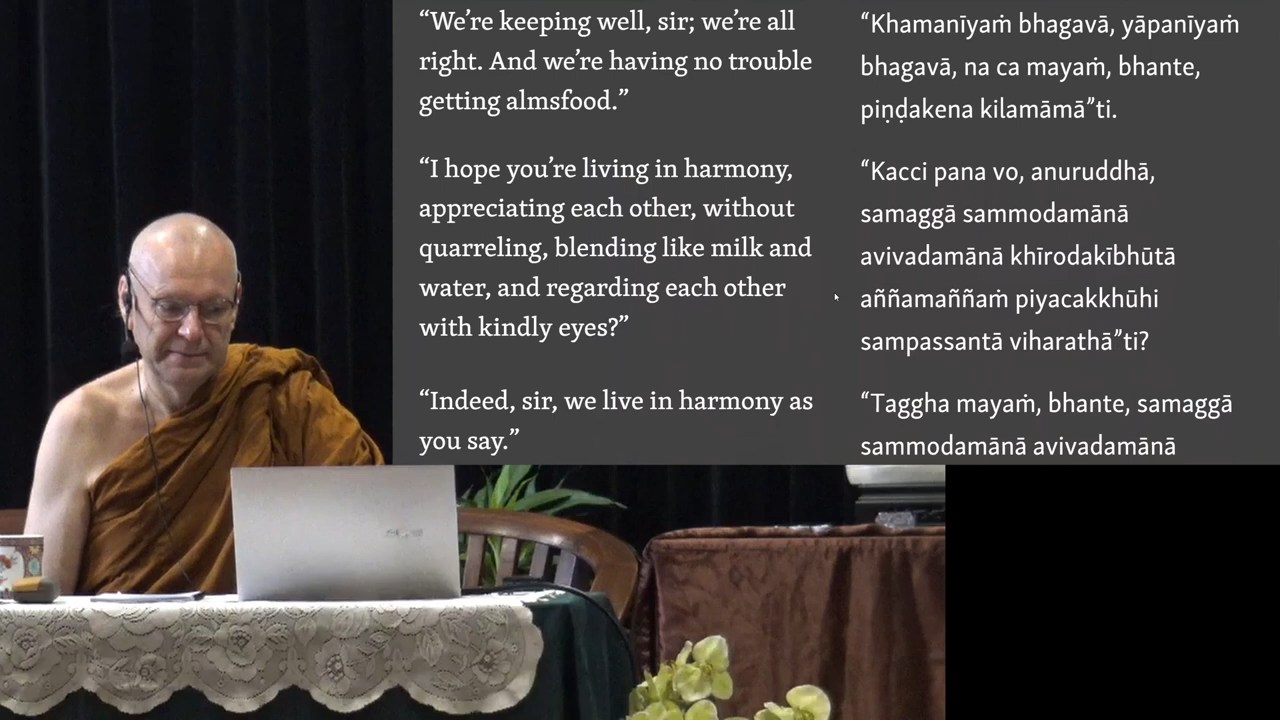 “We’re keeping well, sir; we’re all
right. And we’re having no trouble
getting almsfood.”
“I hope you’re living in harmony,
appreciating each other, without
quarreling, blending like milk and
water, and regarding each other
with kindly eyes?”
“Indeed, sir, we live in harmony as
you say.”
“Khamanīyaṁ bhagavā, yāpanīyaṁ
bhagavā, na ca mayaṁ, bhante,
piṇḍakena kilamāmā”ti.
“Kacci pana vo, anuruddhā,
samaggā sammodamānā
avivadamānā khīrodakībhūtā
aññamaññaṁ piyacakkhūhi
sampassantā viharathā”ti?
“Taggha mayaṁ, bhante, samaggā
sammodamānā avivadamānā